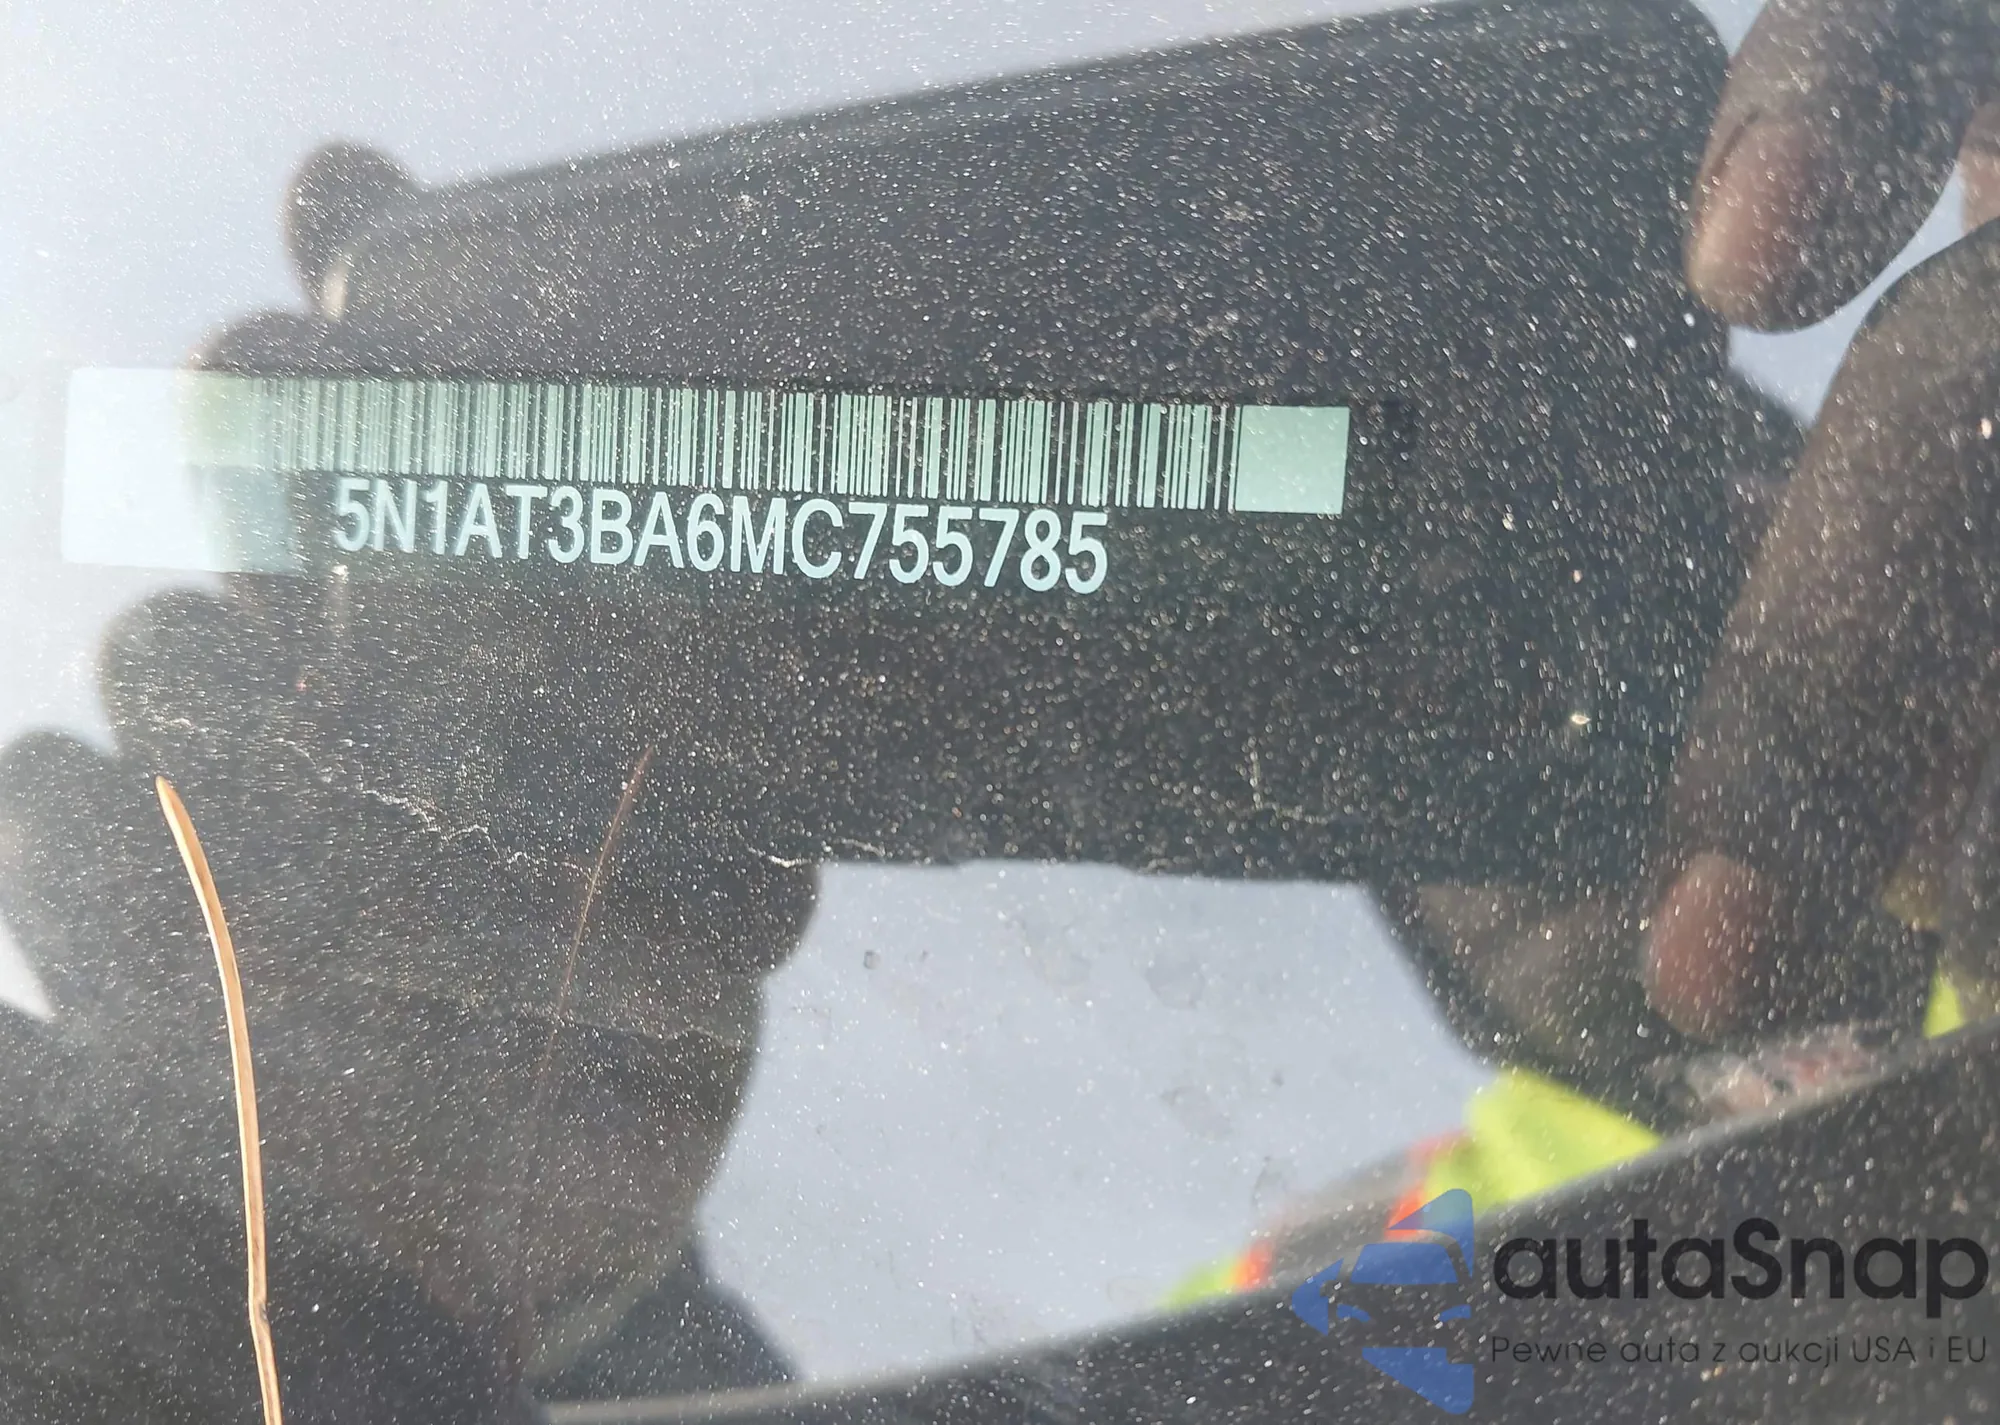 5N1AT3BA6MC755785
autaSnap
Pewne auta z aukcji USA i EU